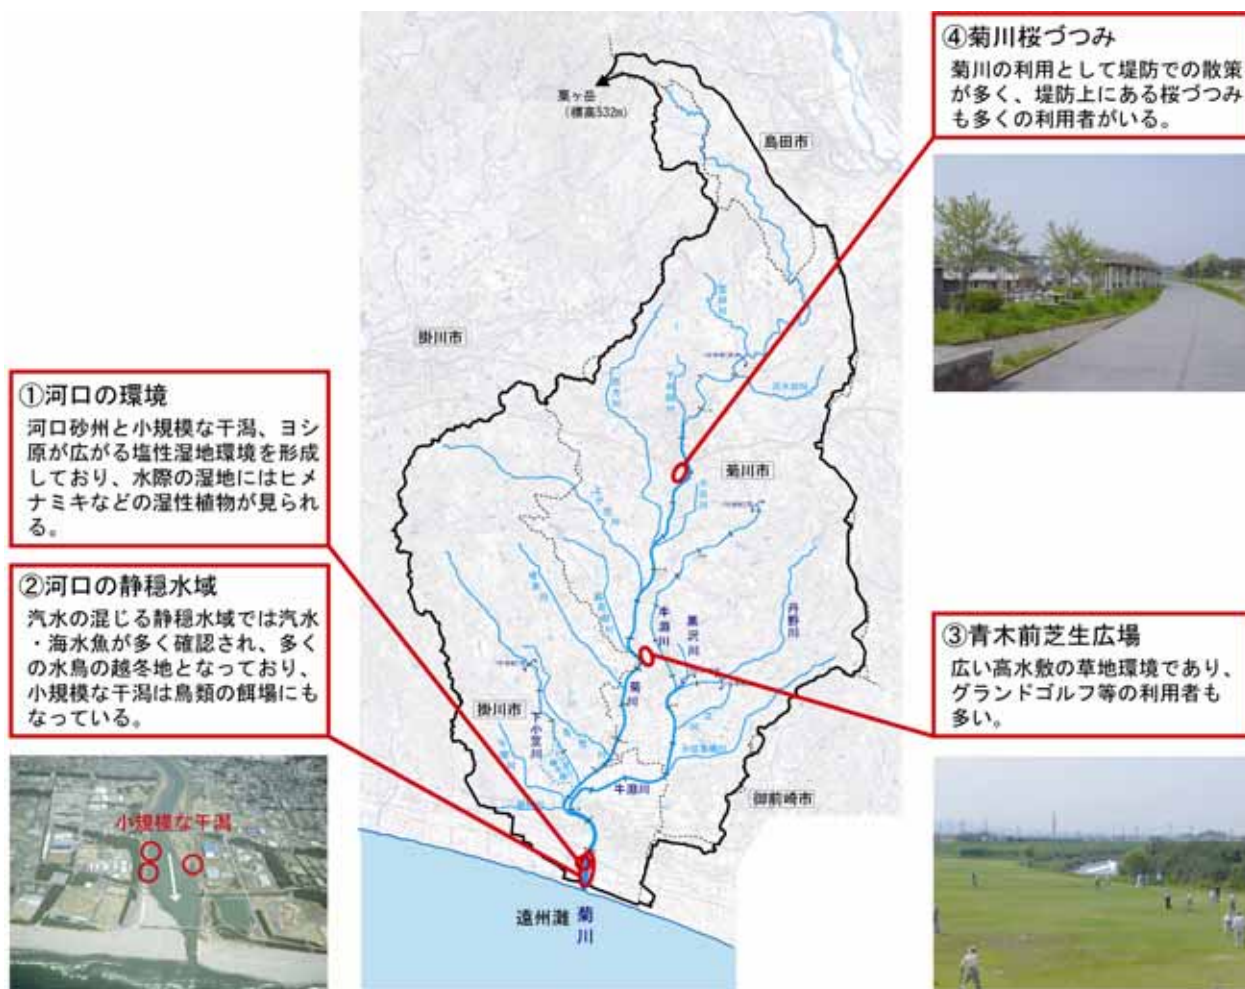 ①河口の環境
河口砂州と小規模な干潟、ヨシ
原が広がる塩性湿地環境を形成
しており、水際の湿地にはヒメ
ナミキなどの湿性植物が見られ
る。
②河口の静穏水域
汽水の混じる静穏水域では汽水
・海水魚が多く確認され、多く
の水鳥の越冬地となっており、
小規模な干潟は鳥類の餌場にも
なっている。
小規模な干潟
粟ヶ岳
(標高532m)
島田市
掛川市
菊川市
牛淵川
黒沢川
丹野川
菊川
掛川市
下小笠川
牛淵川
御前崎市
遠州灘
菊川
④菊川桜づつみ
菊川の利用として堤防での散策
が多く、堤防上にある桜づつみ
も多くの利用者がいる。
③青木前芝生広場
広い高水敷の草地環境であり、
グランドゴルフ等の利用者も
多い。